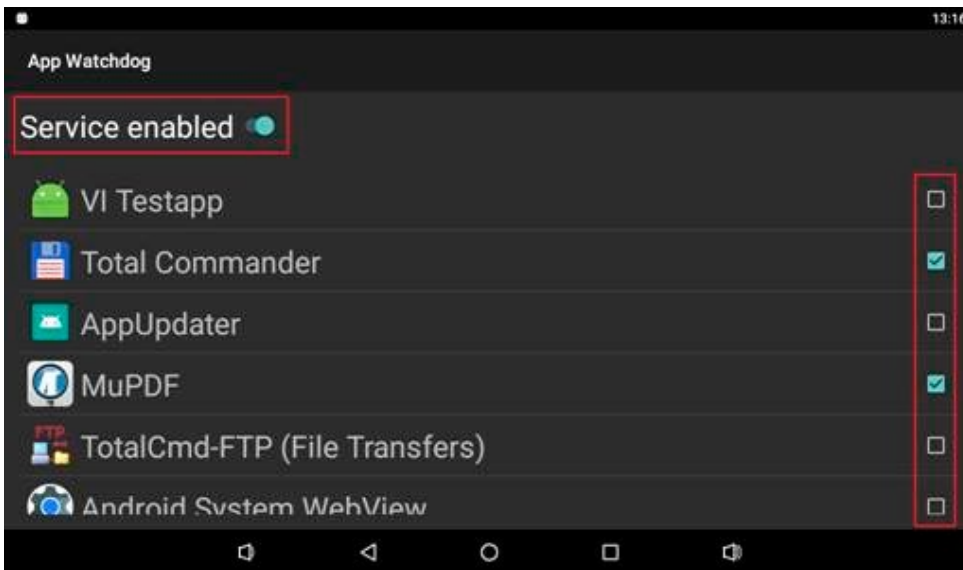 13:16
App Watchdog
Service enabled
VI Testapp
Total Commander
AppUpdater
MuPDF
FTP
TotalCmd-FTP (File Transfers)
Android System WebView